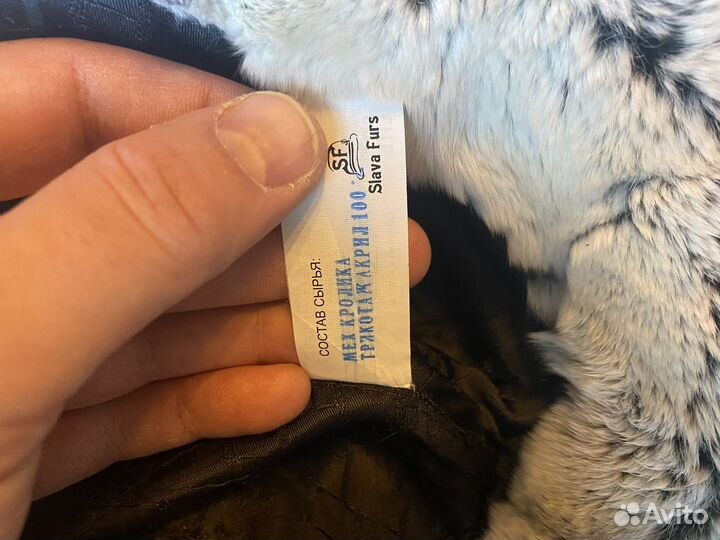 SF
Slava Furs
СОСТАВ СЫРЬЯ:
МЕХ КРОЛИКА
ТРИКОТАЖ АКРИЛ 100
Avito